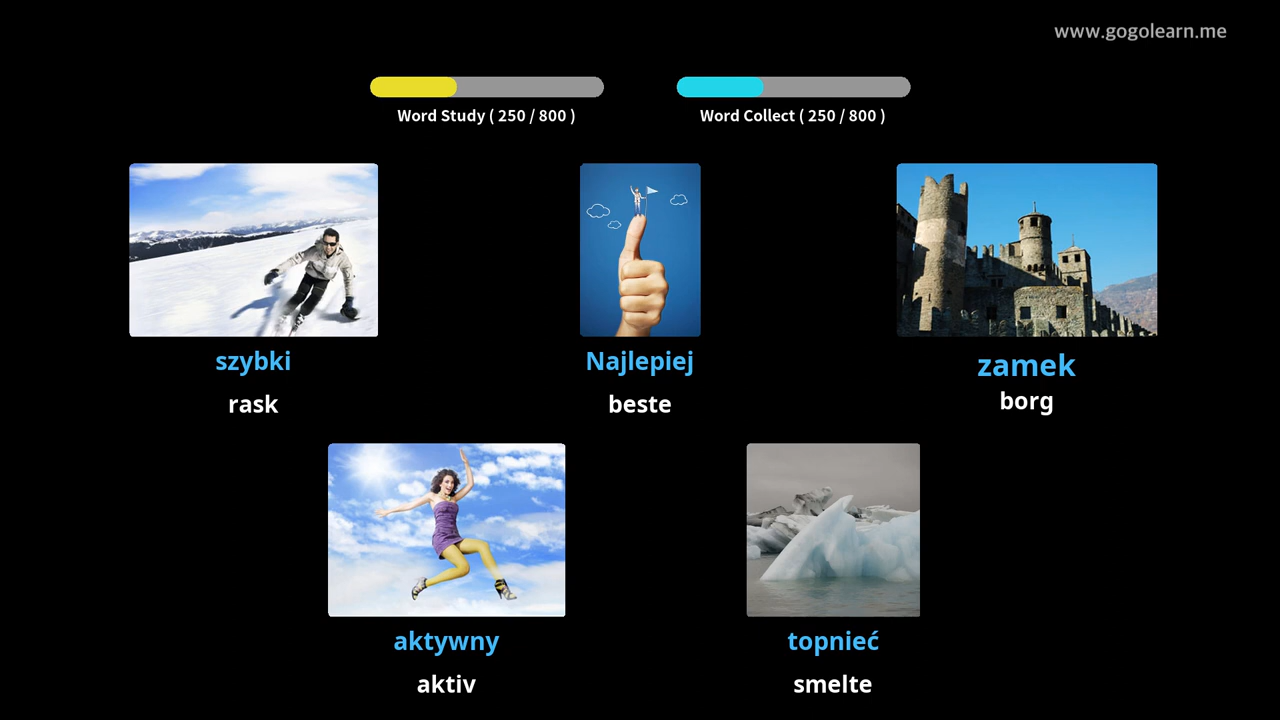 www.gogolearn.me
Word Study ( 250 / 800 )
Word Collect ( 250 / 800 )
szybki
rask
Najlepiej
beste
zamek
borg
aktywny
aktiv
topnieć
smelte